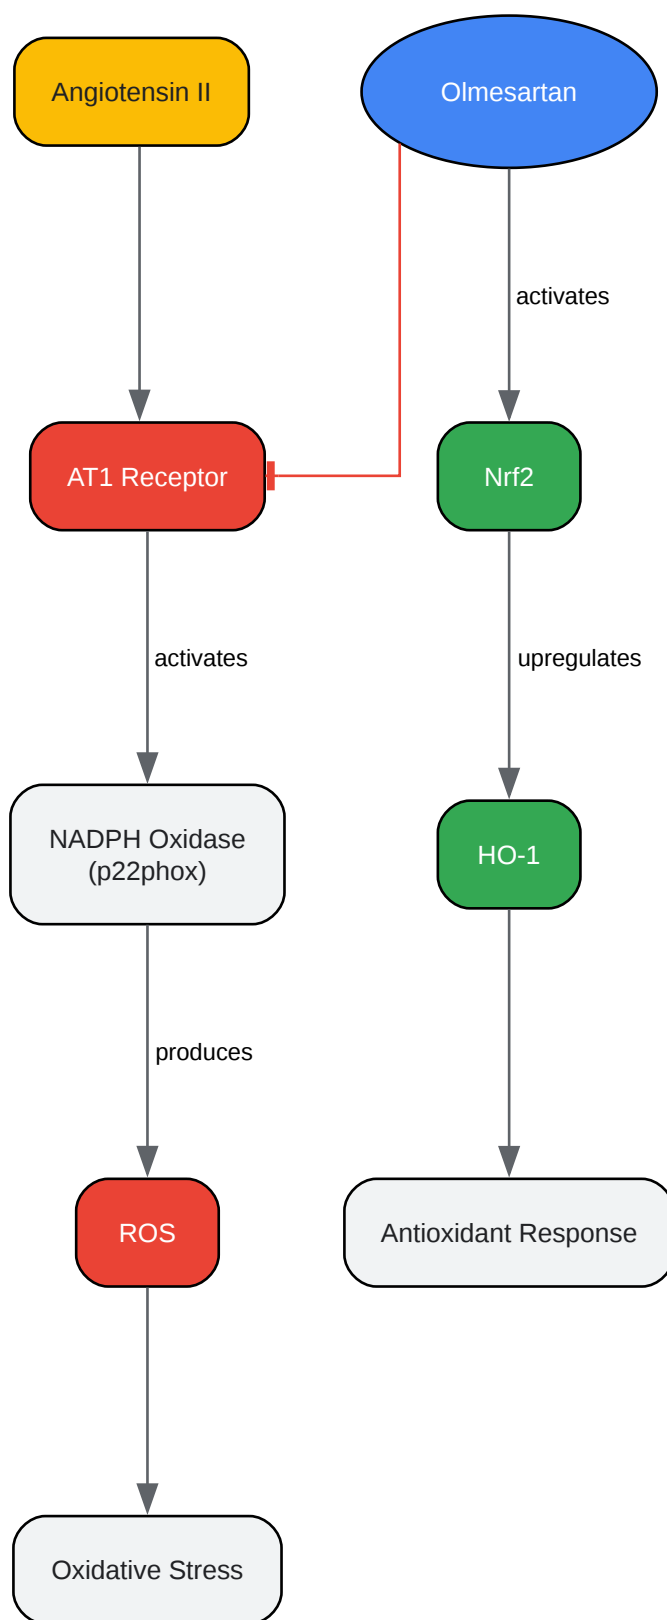 Angiotensin II
Olmesartan
activates
AT1 Receptor
Nrf2
activates
upregulates
NADPH Oxidase
(p22phox)
HO-1
produces
ROS
Antioxidant Response
Oxidative Stress